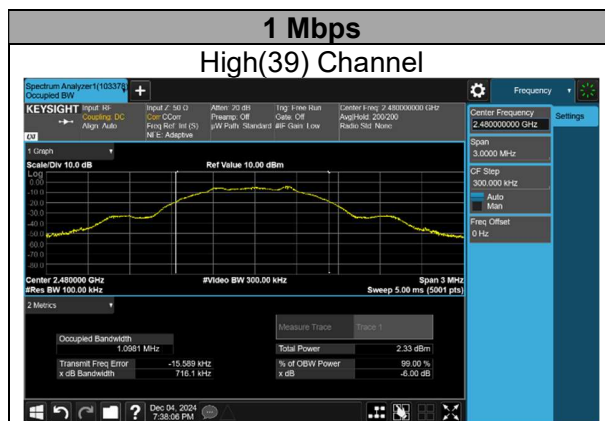 1 Mbps
High(39) Channel
Spectrum Analyzer1(103378)
Occupied BW
Frequency
KEYSIGHT Input: RF
Coupling: DC
Align: Auto
Input Z: 50 Ω
Corr CCorr
Freq Ref: Int (S)
NFE: Adaptive
Atten: 20 dB
Preamp: Off
µW Path: Standard
Trig: Free Run
Gate: Off
#IF Gain: Low
Center Freq: 2.480000000 GHz
Avg|Hold: 200/200
Radio Std: None
Center Frequency
2.480000000 GHz
Settings
Span
3.0000 MHz
CF Step
300.000 kHz
Auto
Man
Freq Offset
0 Hz
1 Graph
Scale/Div 10.0 dB
Ref Value 10.00 dBm
Log
0.00
-10.0
-20.0
-30.0
-40.0
-50.0
-60.0
-70.0
-80.0
Center 2.480000 GHz
#Video BW 300.00 kHz
Span 3 MHz
#Res BW 100.00 kHz
Sweep 5.00 ms (5001 pts)
2 Metrics
Measure Trace
Trace 1
Occupied Bandwidth
1.0981 MHz
Total Power
2.33 dBm
Transmit Freq Error
-15.589 kHz
% of OBW Power
99.00 %
x dB Bandwidth
716.1 kHz
x dB
-6.00 dB
Dec 04, 2024
7:38:06 PM